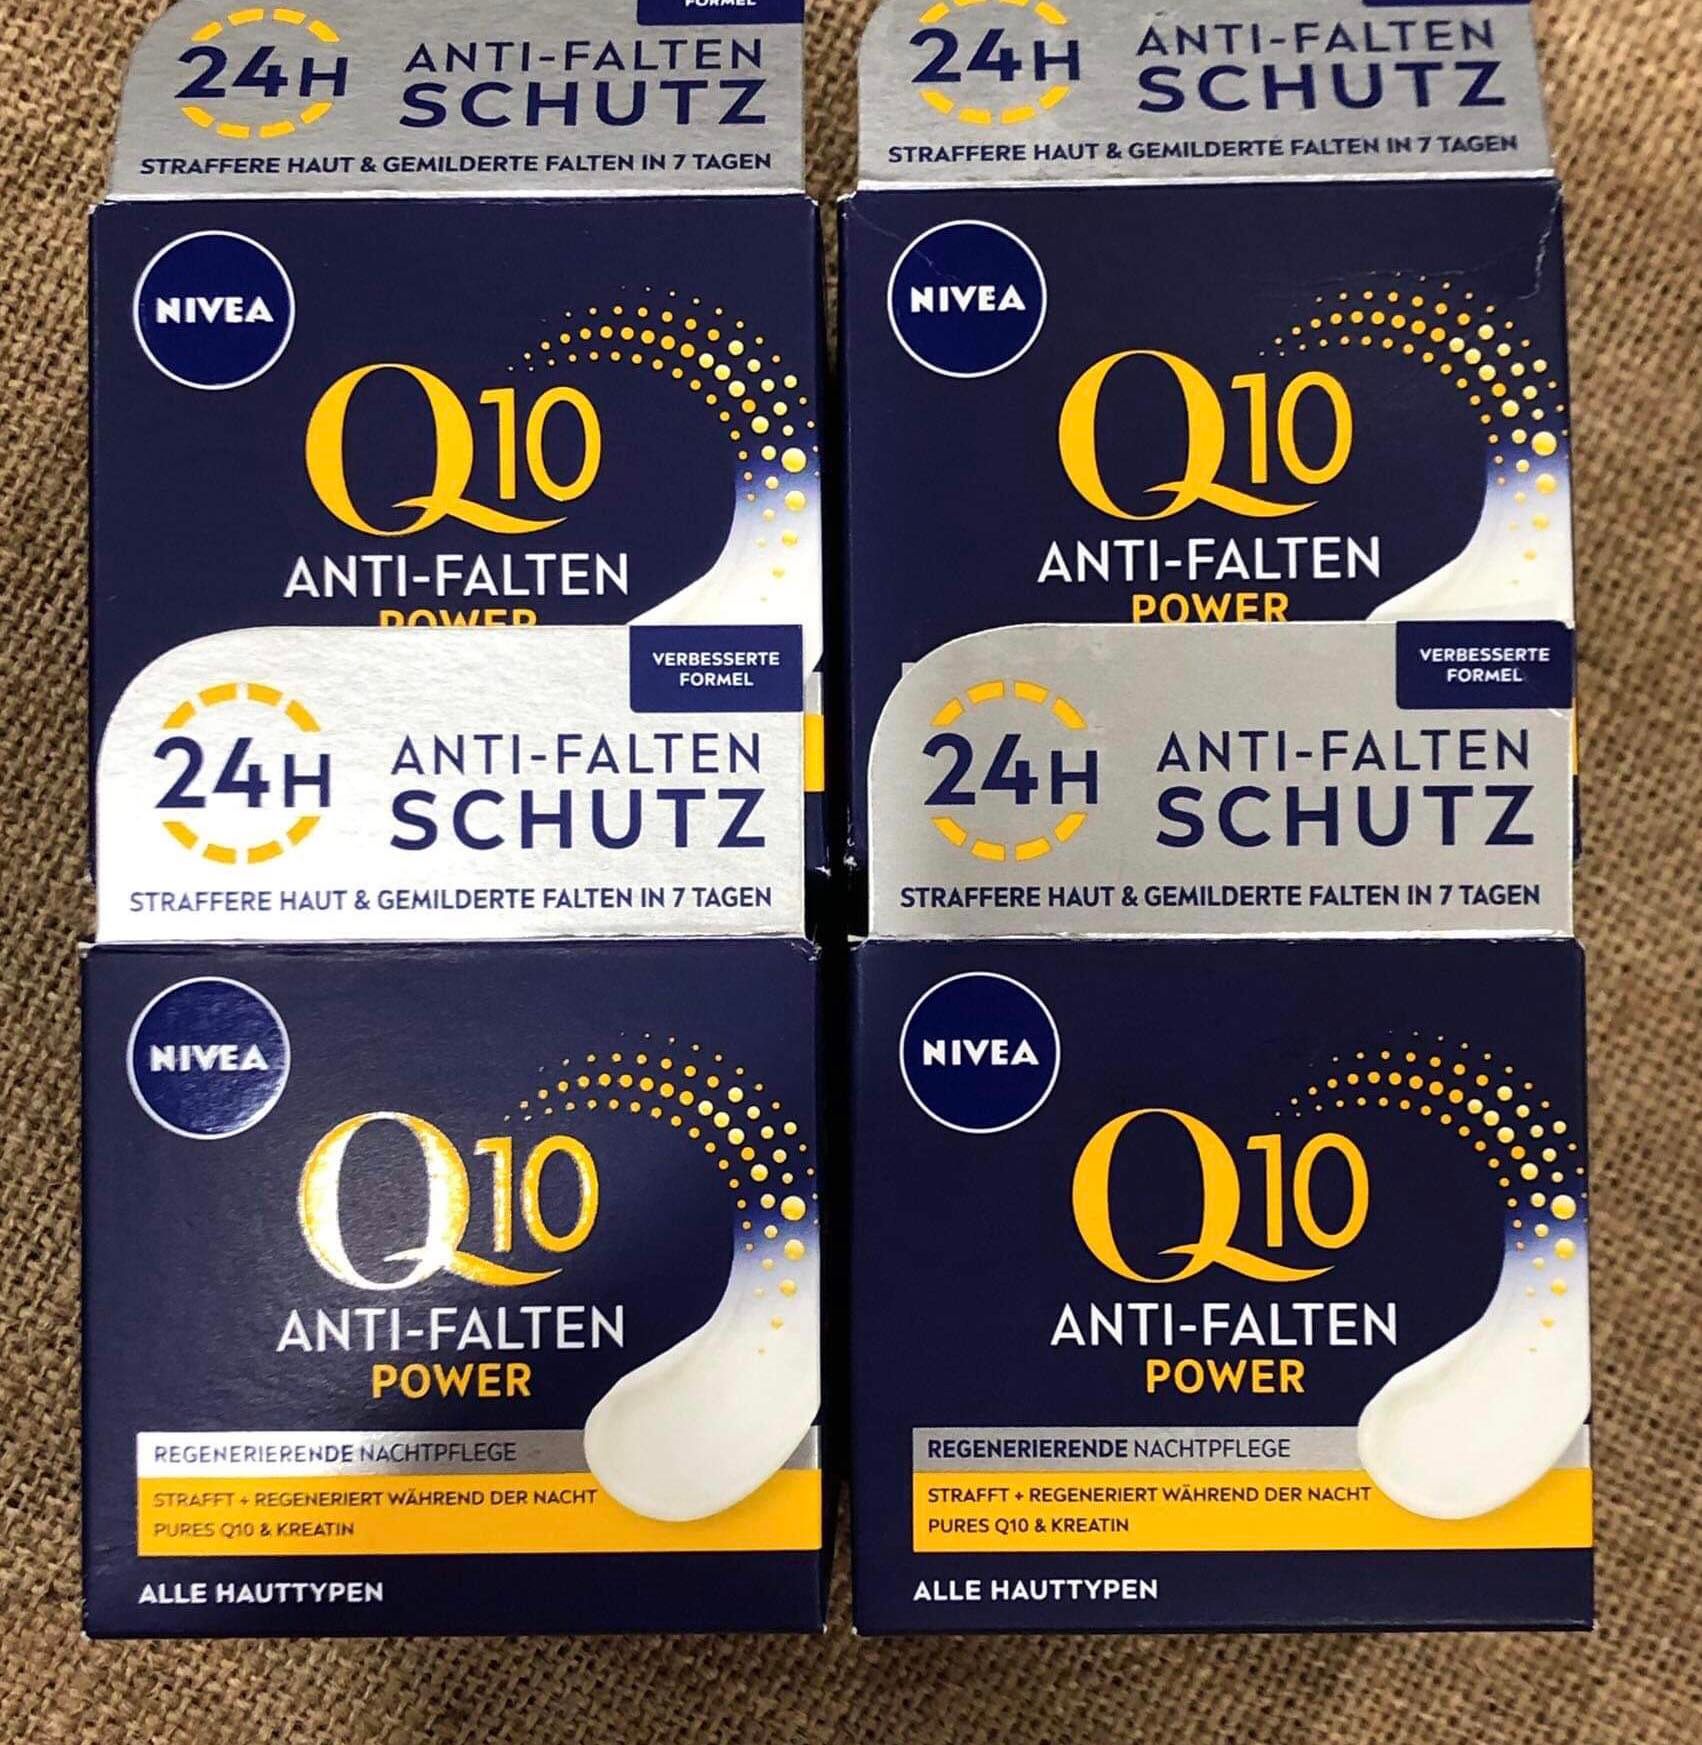 FORMEL
24H
ANTI-FALTEN
SCHUTZ
STRAFFERE HAUT & GEMILDERTE FALTEN IN 7 TAGEN
NIVEA
Q10
ANTI-FALTEN
POWER
24H
ANTI-FALTEN
SCHUTZ
STRAFFERE HAUT & GEMILDERTE FALTEN IN 7 TAGEN
NIVEA
Q10
ANTI-FALTEN
POWER
VERBESSERTE
FORMEL
24H
ANTI-FALTEN
SCHUTZ
STRAFFERE HAUT & GEMILDERTE FALTEN IN 7 TAGEN
NIVEA
Q10
ANTI-FALTEN
POWER
REGENERIERENDE NACHTPFLEGE
STRAFFT + REGENERIERT WÄHREND DER NACHT
PURES Q10 & KREATIN
ALLE HAUTTYPEN
VERBESSERTE
FORMEL
24H
ANTI-FALTEN
SCHUTZ
STRAFFERE HAUT & GEMILDERTE FALTEN IN 7 TAGEN
NIVEA
Q10
ANTI-FALTEN
POWER
REGENERIERENDE NACHTPFLEGE
STRAFFT + REGENERIERT WÄHREND DER NACHT
PURES Q10 & KREATIN
ALLE HAUTTYPEN